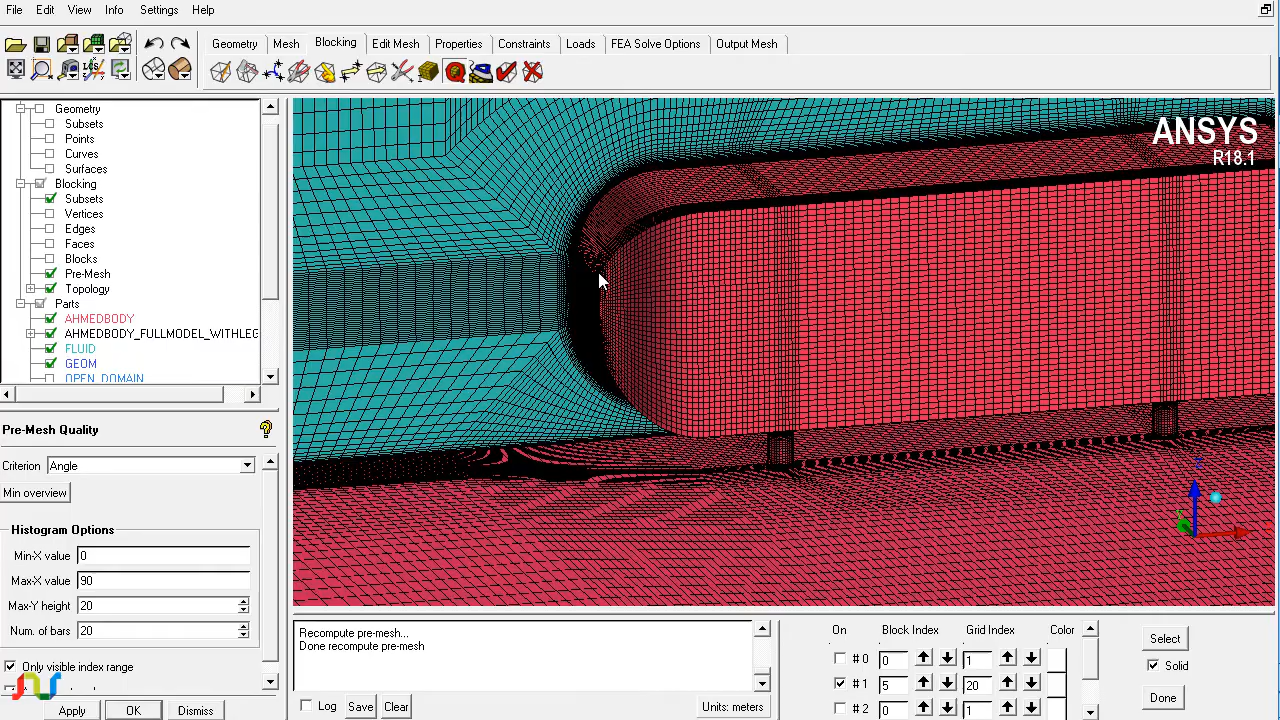 File Edit View Info Settings Help
Geometry Mesh Blocking Edit Mesh Properties Constraints Loads FEA Solve Options Output Mesh
Geometry
Subsets
Points
Curves
Surfaces
Blocking
Subsets
Vertices
Edges
Faces
Blocks
Pre-Mesh
Topology
Parts
AHMEDBODY
AHMEDBODY_FULLMODEL_WITHLEG
FLUID
GEOM
OPEN_DOMAIN
Pre-Mesh Quality
Criterion Angle
Min overview
Histogram Options
Min-X value 0
Max-X value 90
Max-Y height 20
Num. of bars 20
Only visible index range
Apply OK Dismiss
ANSYS
R18.1
Recompute pre-mesh...
Done recompute pre-mesh
Log Save Clear
Units: meters
On Block Index Grid Index Color
# 0 0 1
# 1 5 20
# 2 0 1
Select
Solid
Done